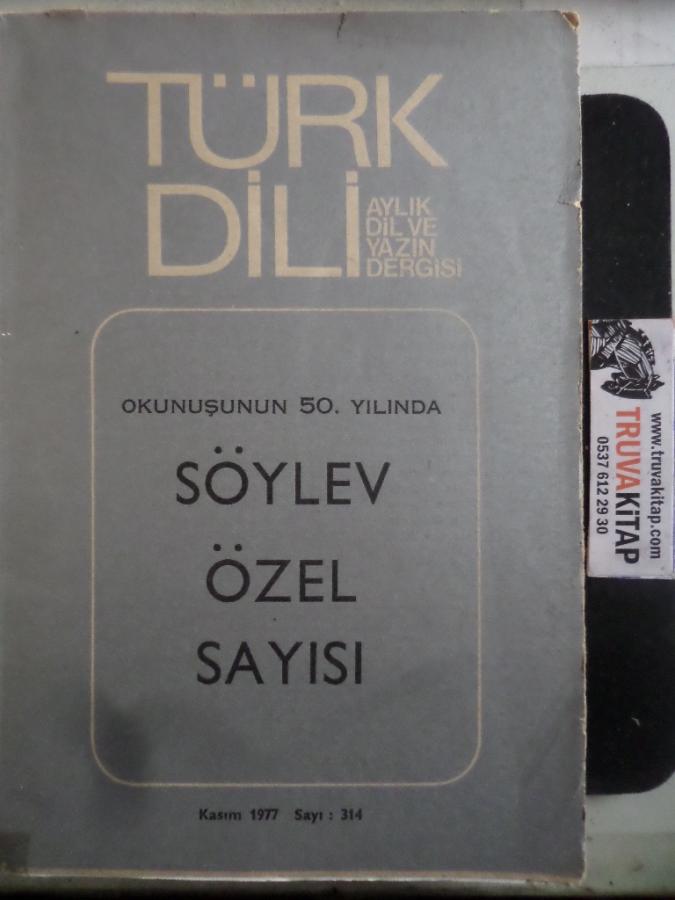 TÜRK
DİLİ
AYLIK
DİL VE
YAZIN
DERGİSİ
OKUNUŞUNUN 50. YILINDA
SÖYLEV
ÖZEL
SAYISI
Kasım 1977 Sayı : 314
www.truvakitap.com
TRUVAKİTAP
0537 612 29 30